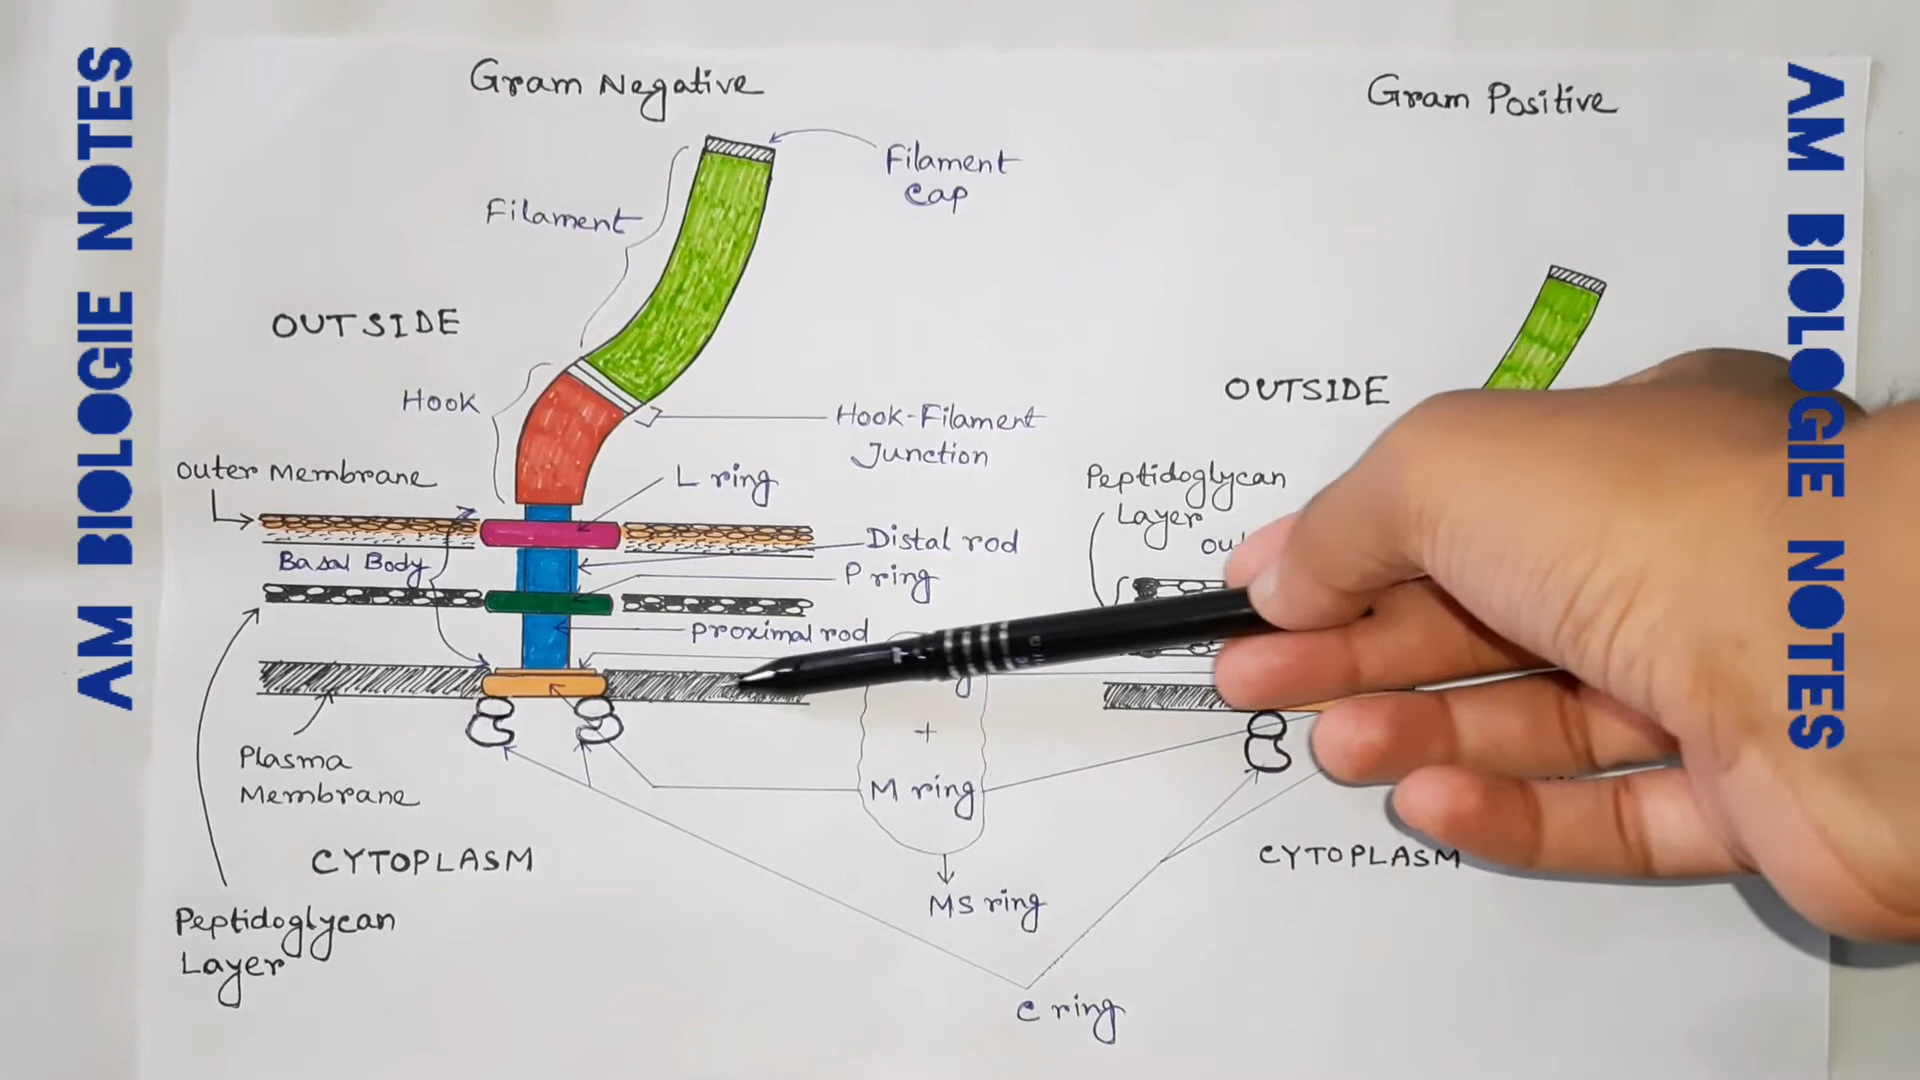 AM BIOLOGIE NOTES
Gram Negative
Filament
Cap
Filament
OUTSIDE
Hook
Hook-Filament
Junction
Outer Membrane
L ring
Basal Body
Distal rod
P ring
Proximal rod
+
M ring
Plasma
Membrane
CYTOPLASM
MS ring
Peptidoglycan
Layer
C ring
Gram Positive
OUTSIDE
Peptidoglycan
Layer
CYTOPLASM
AM BIOLOGIE NOTES